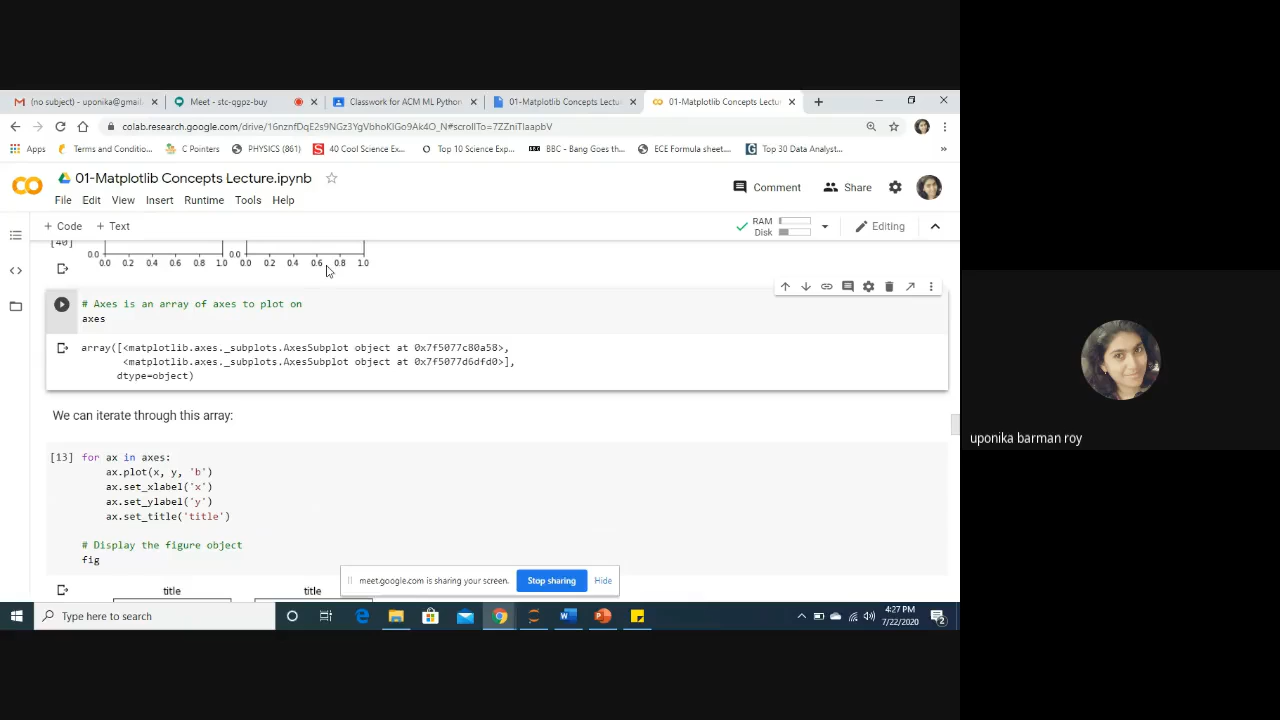 (no subject) - uponika@gmail.
Meet - stc-qgpz-buy
Classwork for ACM ML Python
01-Matplotlib Concepts Lectu
01-Matplotlib Concepts Lectu
colab.research.google.com/drive/16nznfDqE2s9NGz3YgVbhoKlGo9Ak4O_N#scrollTo=7ZZniTlaapbV
Apps
Terms and Conditio...
C Pointers
PHYSICS (861)
40 Cool Science Ex...
Top 10 Science Exp...
BBC - Bang Goes th...
ECE Formula sheet...
Top 30 Data Analyst...
»
01-Matplotlib Concepts Lecture.ipynb
Comment
Share
File Edit View Insert Runtime Tools Help
+ Code + Text
RAM
Disk
Editing
[40]
0.0 0.0
0.0 0.2 0.4 0.6 0.8 1.0 0.0 0.2 0.4 0.6 0.8 1.0
# Axes is an array of axes to plot on
axes
array([<matplotlib.axes._subplots.AxesSubplot object at 0x7f5077c80a58>,
<matplotlib.axes._subplots.AxesSubplot object at 0x7f5077d6dfd0>],
dtype=object)
We can iterate through this array:
[13] for ax in axes:
ax.plot(x, y, 'b')
ax.set_xlabel('x')
ax.set_ylabel('y')
ax.set_title('title')
# Display the figure object
fig
title title
meet.google.com is sharing your screen.
Stop sharing
Hide
Type here to search
4:27 PM
7/22/2020
2
uponika barman roy